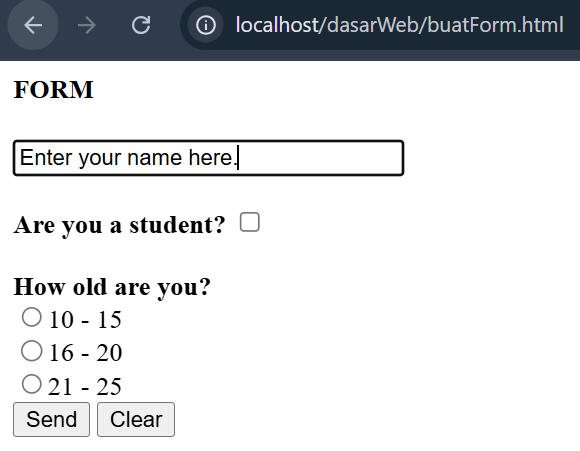 localhost/dasarWeb/buatForm.html
FORM
Enter your name here.
Are you a student?
How old are you?
10 - 15
16 - 20
21 - 25
Send Clear